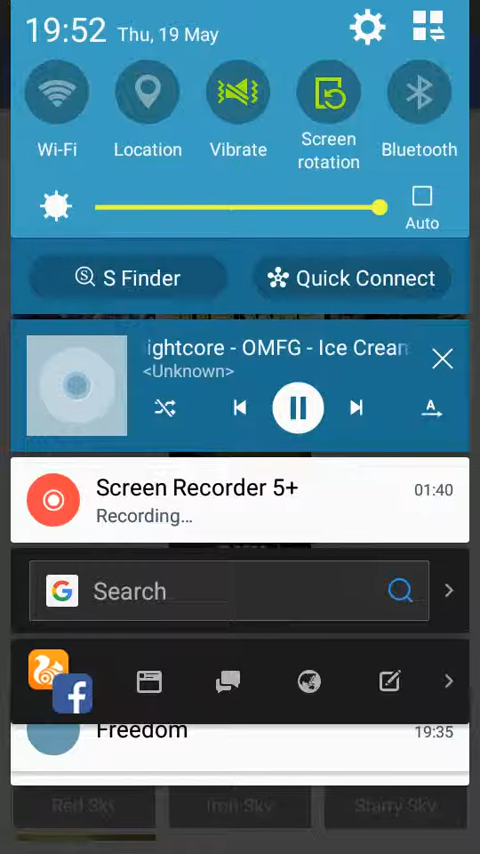 19:52 Thu, 19 May
Wi-Fi
Location
Vibrate
Screen
rotation
Bluetooth
Auto
S Finder
Quick Connect
ightcore - OMFG - Ice Cream
<Unknown>
A
Screen Recorder 5+
01:40
Recording...
Search
Freedom
19:35
Red Sky
Iron Sky
Starry Sky